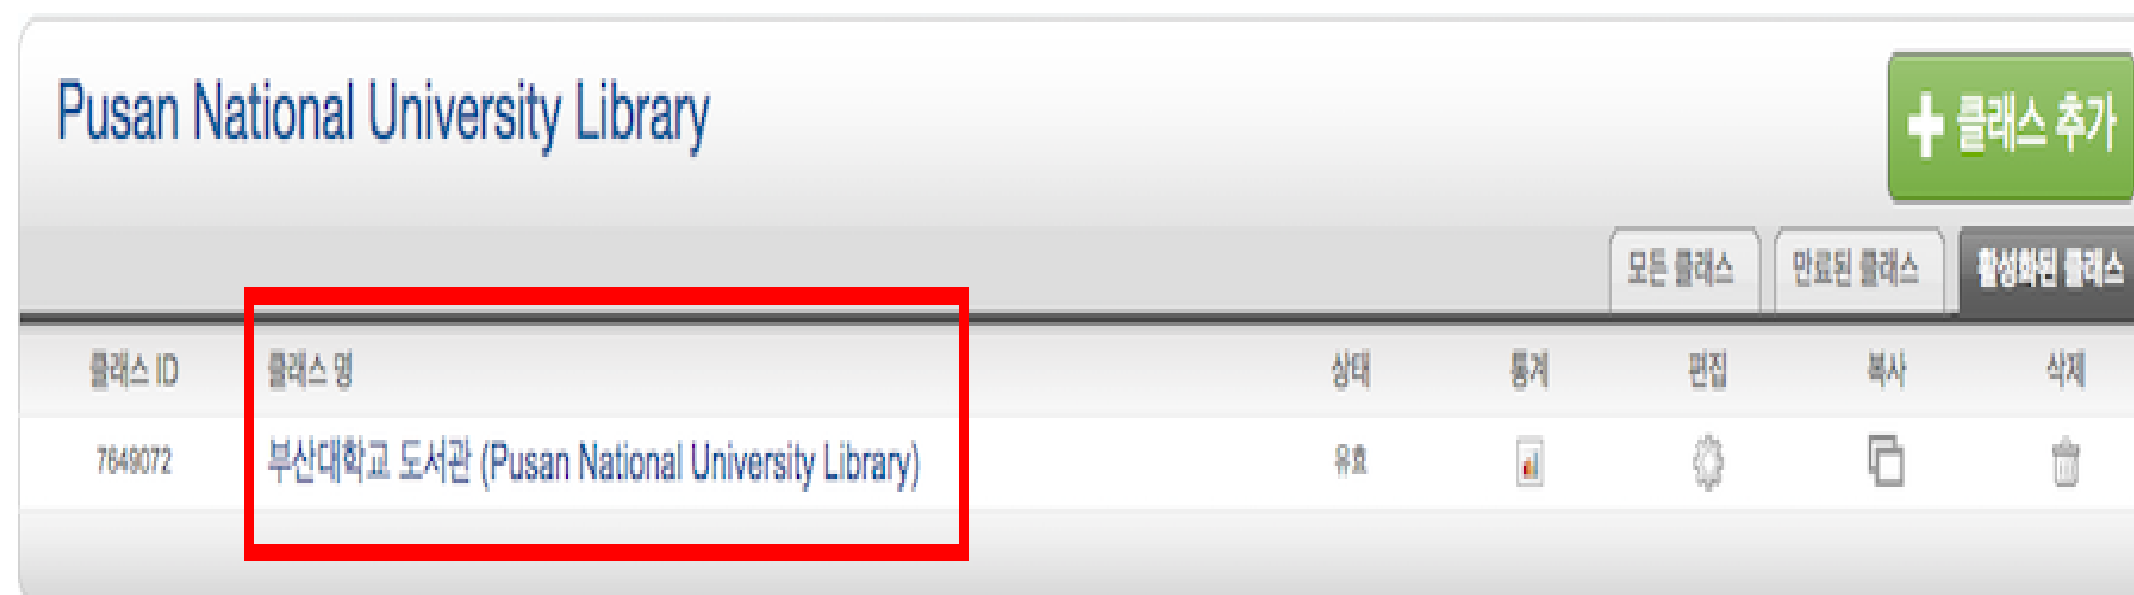 Pusan National University Library
클래스 추가
모든 클래스 만료된 클래스 활성화된 클래스
클래스 ID 클래스 명 상태 통계 편집 복사 삭제
7649072 부산대학교 도서관 (Pusan National University Library) 유효